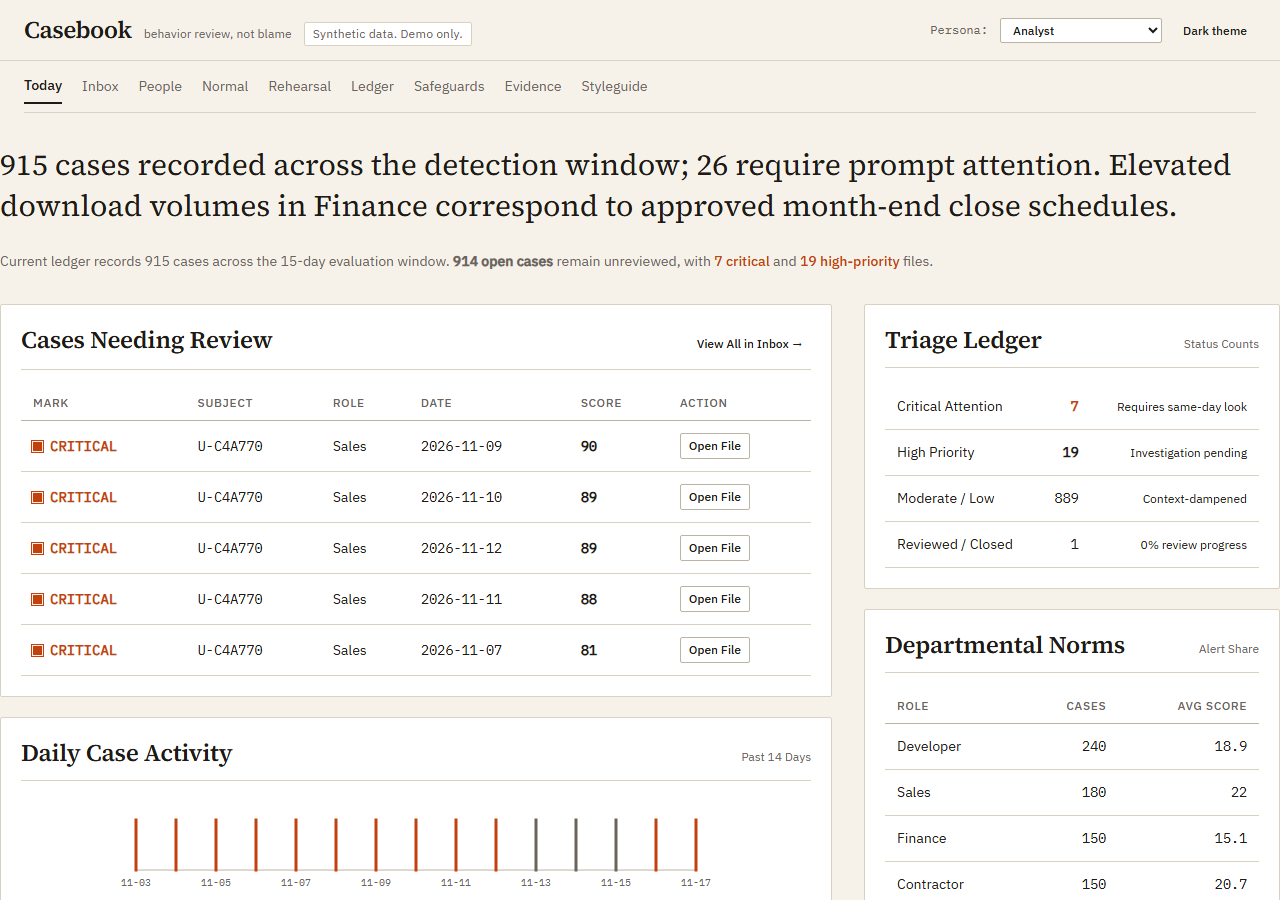 Casebook behavior review, not blame Synthetic data. Demo only. Persona: Analyst Dark theme
Today Inbox People Normal Rehearsal Ledger Safeguards Evidence Styleguide
915 cases recorded across the detection window; 26 require prompt attention. Elevated
download volumes in Finance correspond to approved month-end close schedules.
Current ledger records 915 cases across the 15-day evaluation window. 914 open cases remain unreviewed, with 7 critical and 19 high-priority files.
Cases Needing Review View All in Inbox →
MARK SUBJECT ROLE DATE SCORE ACTION
CRITICAL U-C4A770 Sales 2026-11-09 90 Open File
CRITICAL U-C4A770 Sales 2026-11-10 89 Open File
CRITICAL U-C4A770 Sales 2026-11-12 89 Open File
CRITICAL U-C4A770 Sales 2026-11-11 88 Open File
CRITICAL U-C4A770 Sales 2026-11-07 81 Open File
Daily Case Activity Past 14 Days
11-03 11-05 11-07 11-09 11-11 11-13 11-15 11-17
Triage Ledger Status Counts
Critical Attention 7 Requires same-day look
High Priority 19 Investigation pending
Moderate / Low 889 Context-dampened
Reviewed / Closed 1 0% review progress
Departmental Norms Alert Share
ROLE CASES AVG SCORE
Developer 240 18.9
Sales 180 22
Finance 150 15.1
Contractor 150 20.7